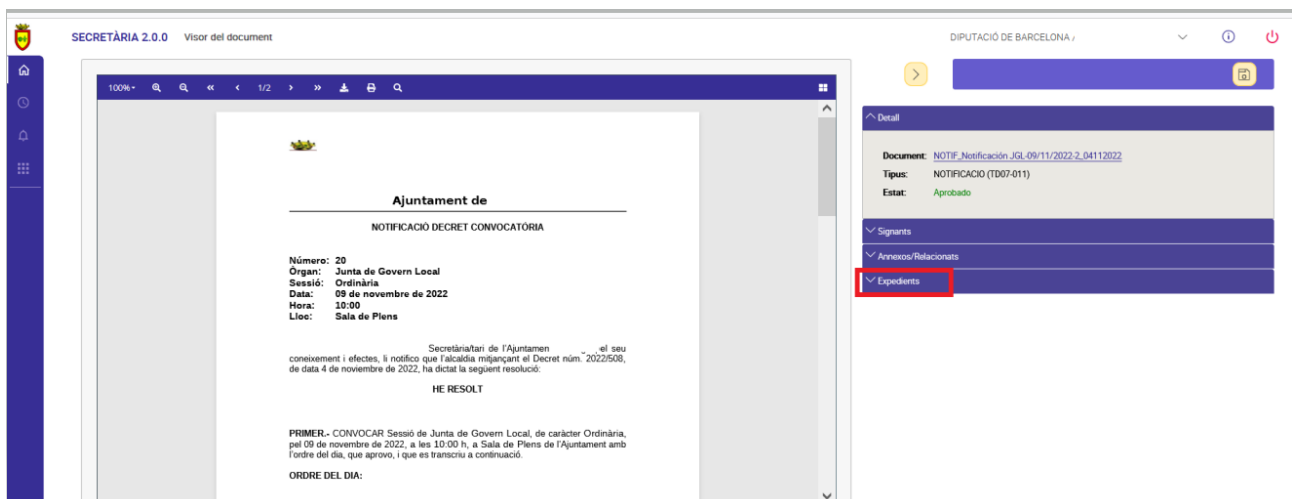 SECRETÀRIA 2.0.0 Visor del document
DIPUTACIÓ DE BARCELONA /
100%
1/2
Ajuntament de
NOTIFICACIÓ DECRET CONVOCATÓRIA
Número: 20
Òrgan: Junta de Govern Local
Sessió: Ordinària
Data: 09 de novembre de 2022
Hora: 10:00
Lloc: Sala de Plens
Secretària/tari de l'Ajuntamen el seu
coneixement i efectes, li notifico que l'alcaldia mitjançant el Decret núm. 2022/508,
de data 4 de noviembre de 2022, ha dictat la següent resolució:
HE RESOLT
PRIMER.- CONVOCAR Sessió de Junta de Govern Local, de caràcter Ordinària,
pel 09 de novembre de 2022, a les 10:00 h, a Sala de Plens de l'Ajuntament amb
l'ordre del dia, que aprovo, i que es transcriu a continuació.
ORDRE DEL DIA:
Detall
Document: NOTIF_Notificación JGL-09/11/2022-2_04112022
Tipus: NOTIFICACIO (TD07-011)
Estat: Aprobado
Signants
Annexos/Relacionats
Expedients